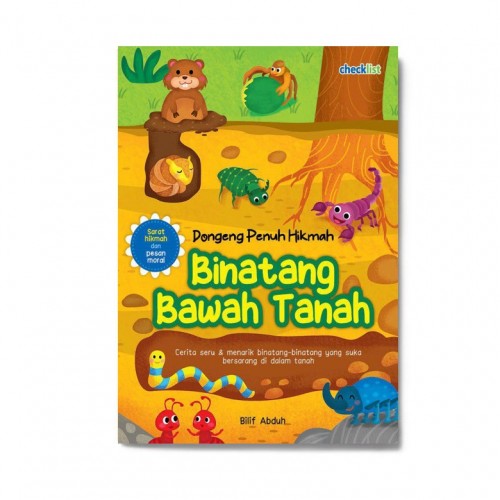 checklist
Sarat
hikmah
dan
pesan
moral
Dongeng Penuh Hikmah
Binatang
Bawah Tanah
Cerita seru & menarik binatang-binatang yang suka
bersarang di dalam tanah
Bilif Abduh